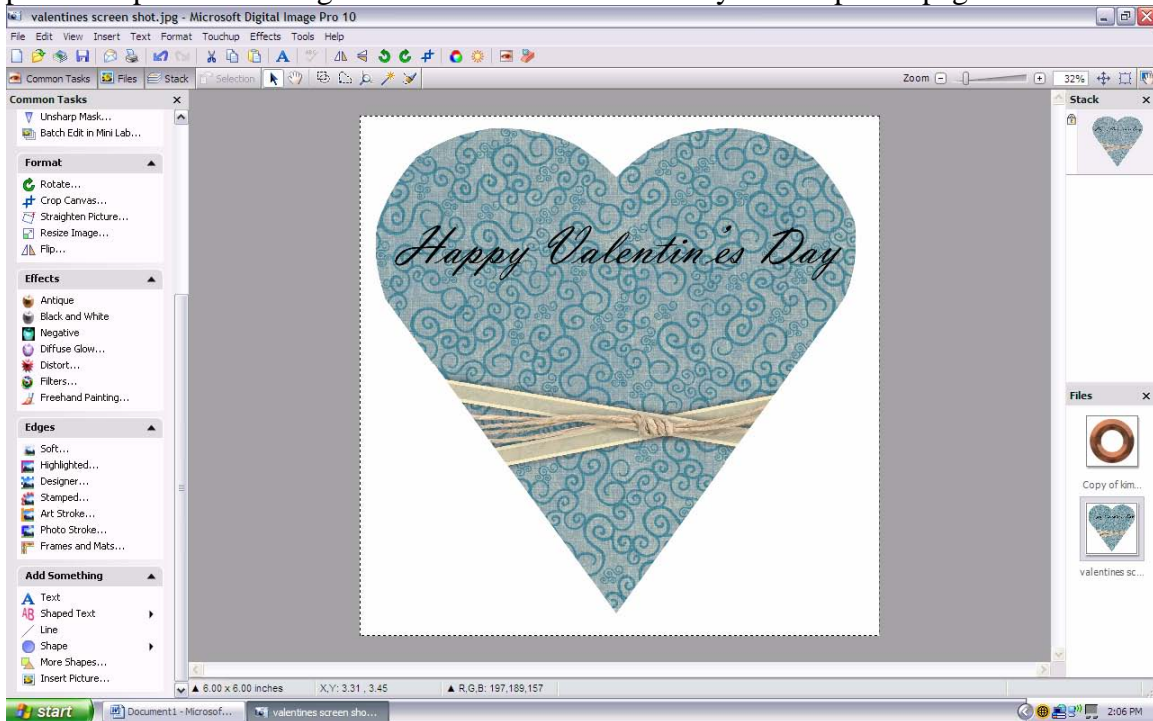 valentines screen shot.jpg - Microsoft Digital Image Pro 10
File Edit View Insert Text Format Touchup Effects Tools Help
Common Tasks Files Stack Selection Zoom 32%
Common Tasks
Unsharp Mask...
Batch Edit in Mini Lab...
Format
Rotate...
Crop Canvas...
Straighten Picture...
Resize Image...
Flip...
Effects
Antique
Black and White
Negative
Diffuse Glow...
Distort...
Filters...
Freehand Painting...
Edges
Soft...
Highlighted...
Designer...
Stamped...
Art Stroke...
Photo Stroke...
Frames and Mats...
Add Something
Text
Shaped Text
Line
Shape
More Shapes...
Insert Picture...
Happy Valentin'es Day
Stack
Files
Copy of kim...
valentines sc...
6.00 x 6.00 inches X,Y: 3.31 , 3.45 R,G,B: 197,189,157
start Document1 - Microsof... valentines screen sho... 2:06 PM